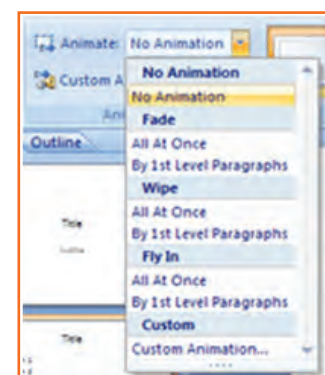 Animate: No Animation
No Animation
Custom A
No Animation
Fade
Outline
All At Once
By 1st Level Paragraphs
Wipe
All At Once
Title
By 1st Level Paragraphs
Fly In
All At Once
By 1st Level Paragraphs
Custom
Title
Custom Animation...